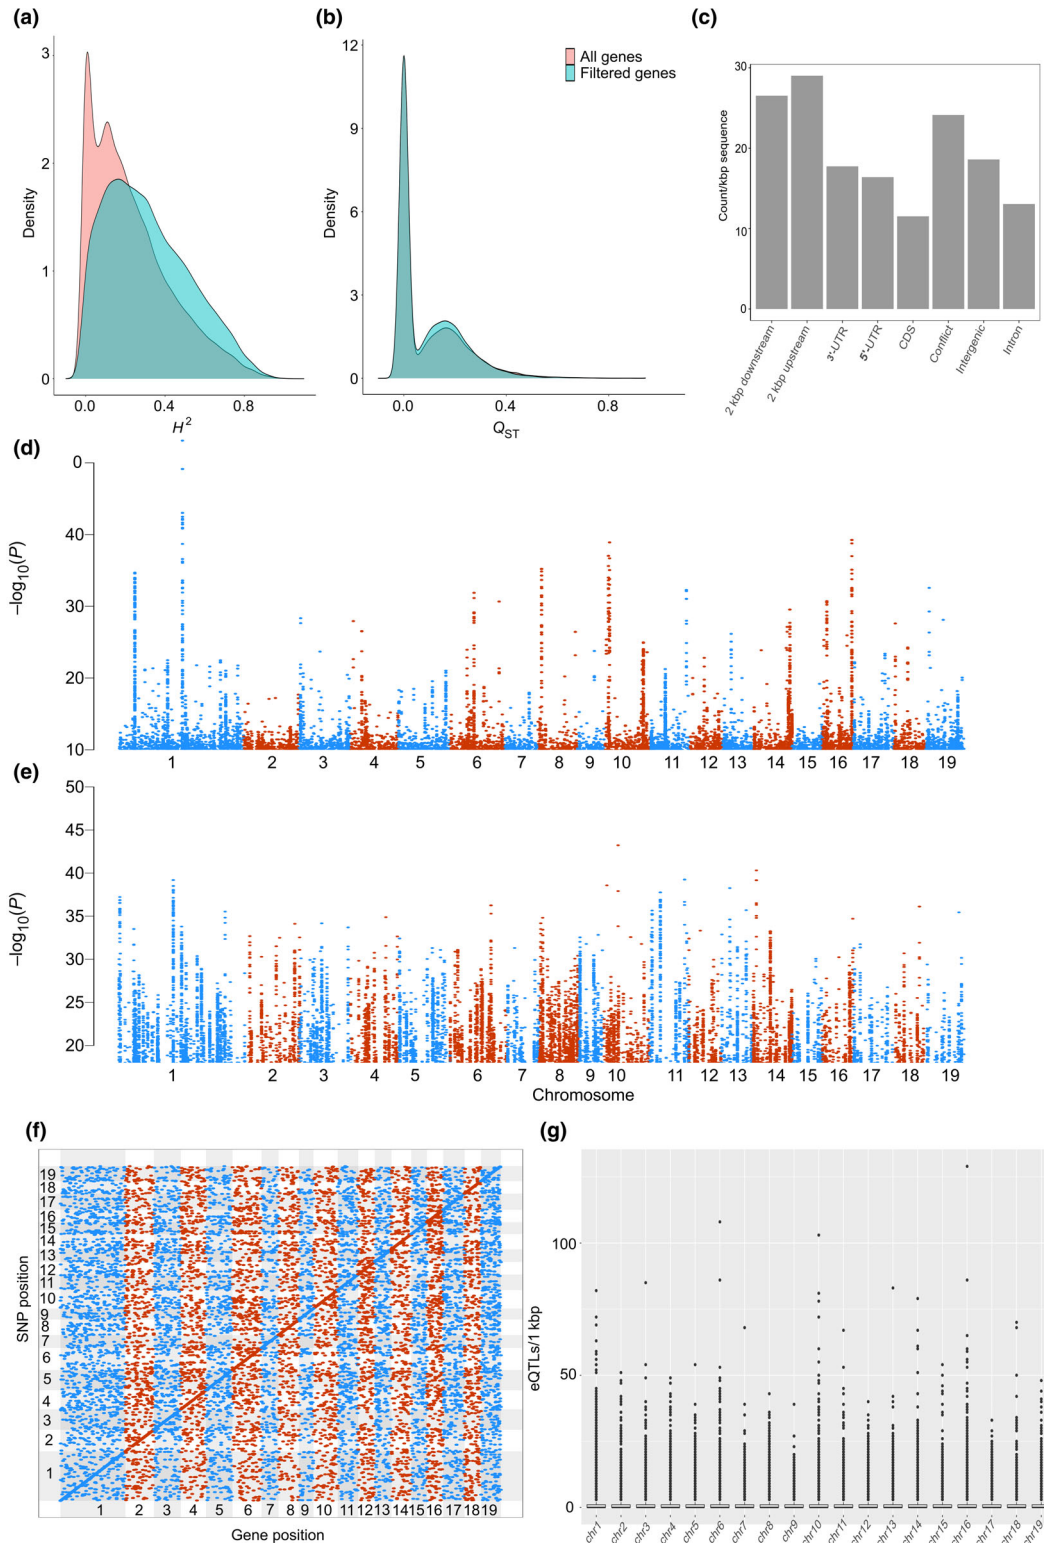 (a)
3
2
1
0
Density
0.0 0.4 0.8
H²
(b)
12
9
6
3
0
Density
0.0 0.4 0.8
Q_ST
All genes
Filtered genes
(c)
30
20
10
0
Count/kbp sequence
2 kbp downstream
2 kbp upstream
3'-UTR
5'-UTR
CDS
Conflict
Intergenic
Intron
(d)
0
40
30
20
10
−log₁₀(P)
1 2 3 4 5 6 7 8 9 10 11 12 13 14 15 16 17 18 19
(e)
50
45
40
35
30
25
20
−log₁₀(P)
1 2 3 4 5 6 7 8 9 10 11 12 13 14 15 16 17 18 19
Chromosome
(f)
19
18
17
16
15
14
13
12
11
10
9
8
7
6
5
4
3
2
1
SNP position
1 2 3 4 5 6 7 8 9 10 11 12 13 14 15 16 17 18 19
Gene position
(g)
100
50
0
eQTLs/1 kbp
chr1
chr2
chr3
chr4
chr5
chr6
chr7
chr8
chr9
chr10
chr11
chr12
chr13
chr14
chr15
chr16
chr17
chr18
chr19